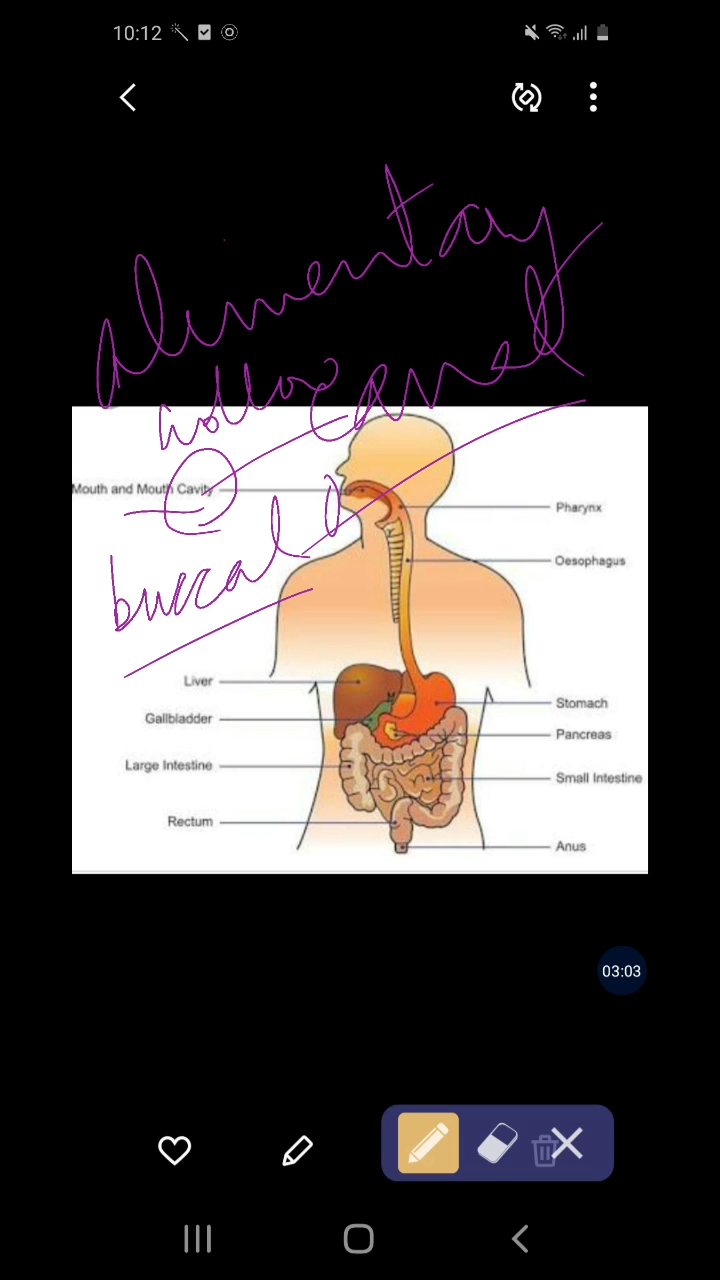 10:12
alimentary
canal
hollow
Mouth and Mouth Cavity
Pharynx
Oesophagus
buccal
Liver
Stomach
Gallbladder
Pancreas
Large Intestine
Small Intestine
Rectum
Anus
03:03